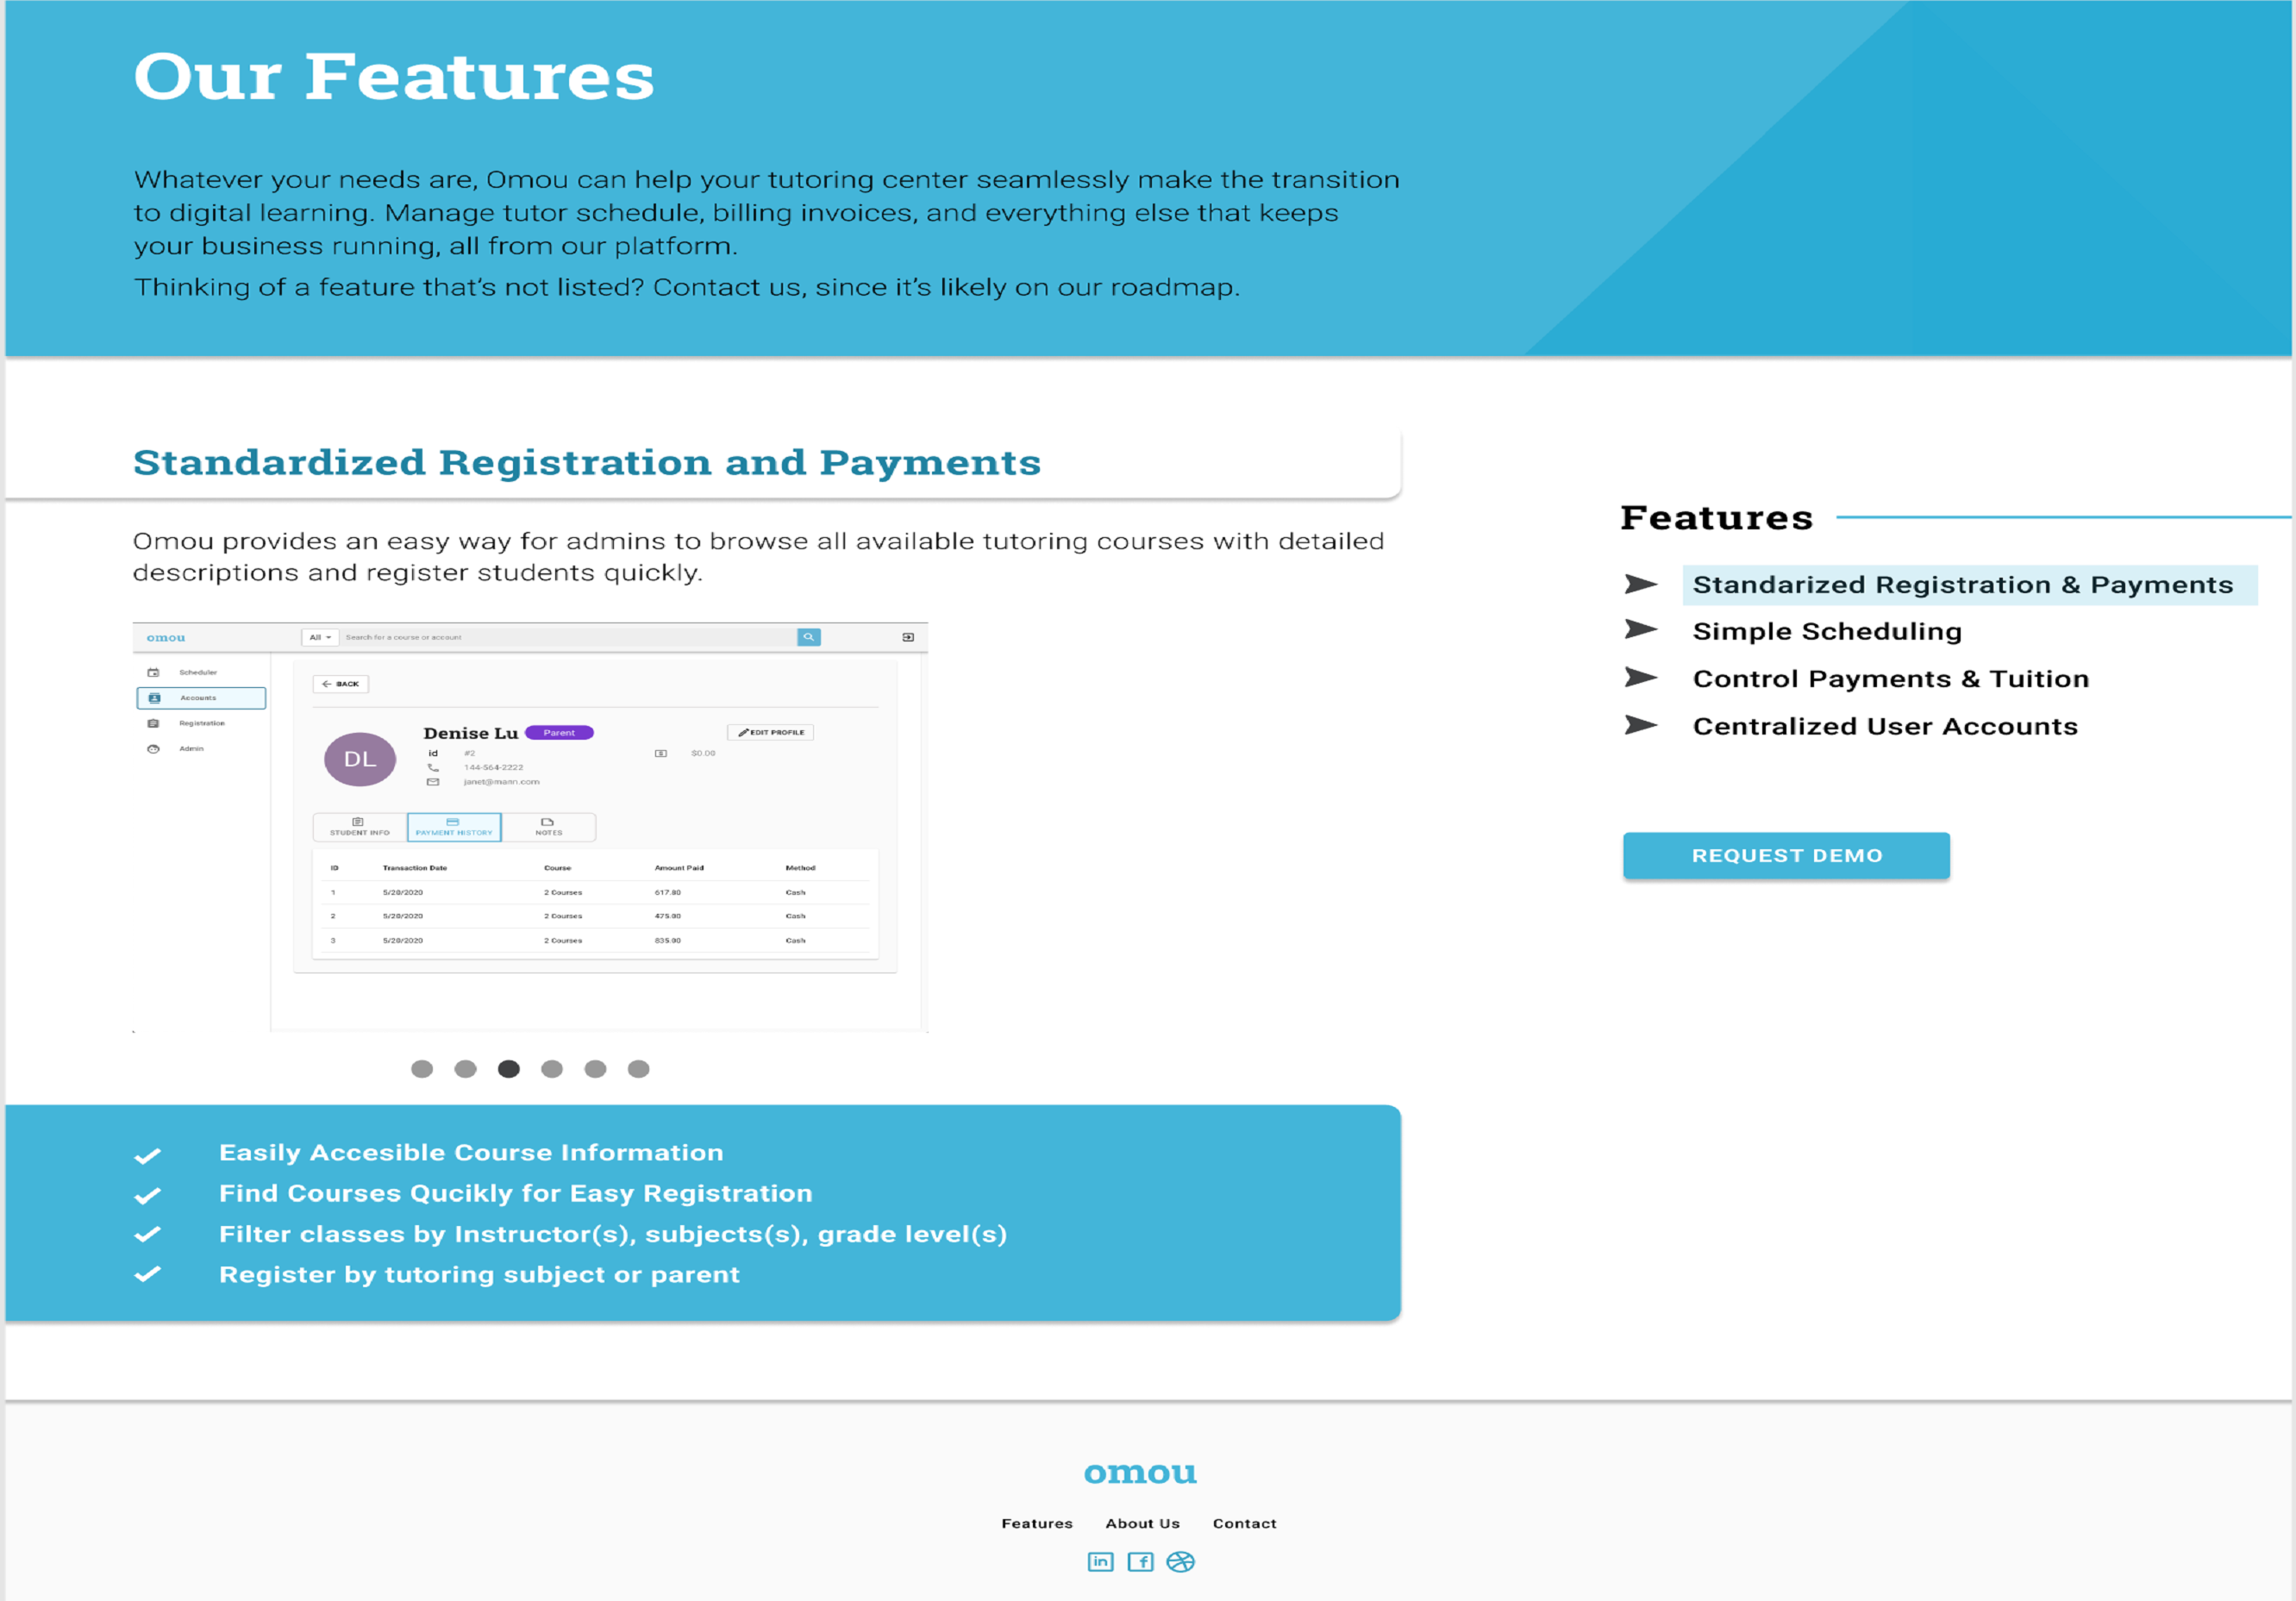 Our Features
Whatever your needs are, Omou can help your tutoring center seamlessly make the transition
to digital learning. Manage tutor schedule, billing invoices, and everything else that keeps
your business running, all from our platform.
Thinking of a feature that's not listed? Contact us, since it's likely on our roadmap.
Standardized Registration and Payments
Omou provides an easy way for admins to browse all available tutoring courses with detailed
descriptions and register students quickly.
omou
All
Search for a course or account
Scheduler
Accounts
Registration
Admin
BACK
DL
Denise Lu
Parent
EDIT PROFILE
id #2
$0.00
144-564-2222
janet@mann.com
STUDENT INFO
PAYMENT HISTORY
NOTES
ID Transaction Date Course Amount Paid Method
1 5/20/2020 2 Courses 617.80 Cash
2 5/20/2020 2 Courses 475.00 Cash
3 5/20/2020 2 Courses 835.00 Cash
Features
Standarized Registration & Payments
Simple Scheduling
Control Payments & Tuition
Centralized User Accounts
REQUEST DEMO
Easily Accesible Course Information
Find Courses Qucikly for Easy Registration
Filter classes by Instructor(s), subjects(s), grade level(s)
Register by tutoring subject or parent
omou
Features About Us Contact
in f